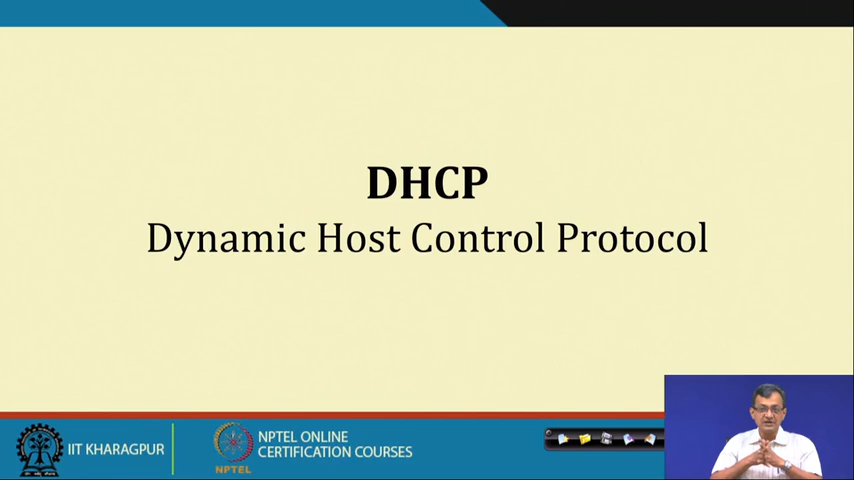 DHCP
Dynamic Host Control Protocol
IIT KHARAGPUR
NPTEL ONLINE
CERTIFICATION COURSES
NPTEL